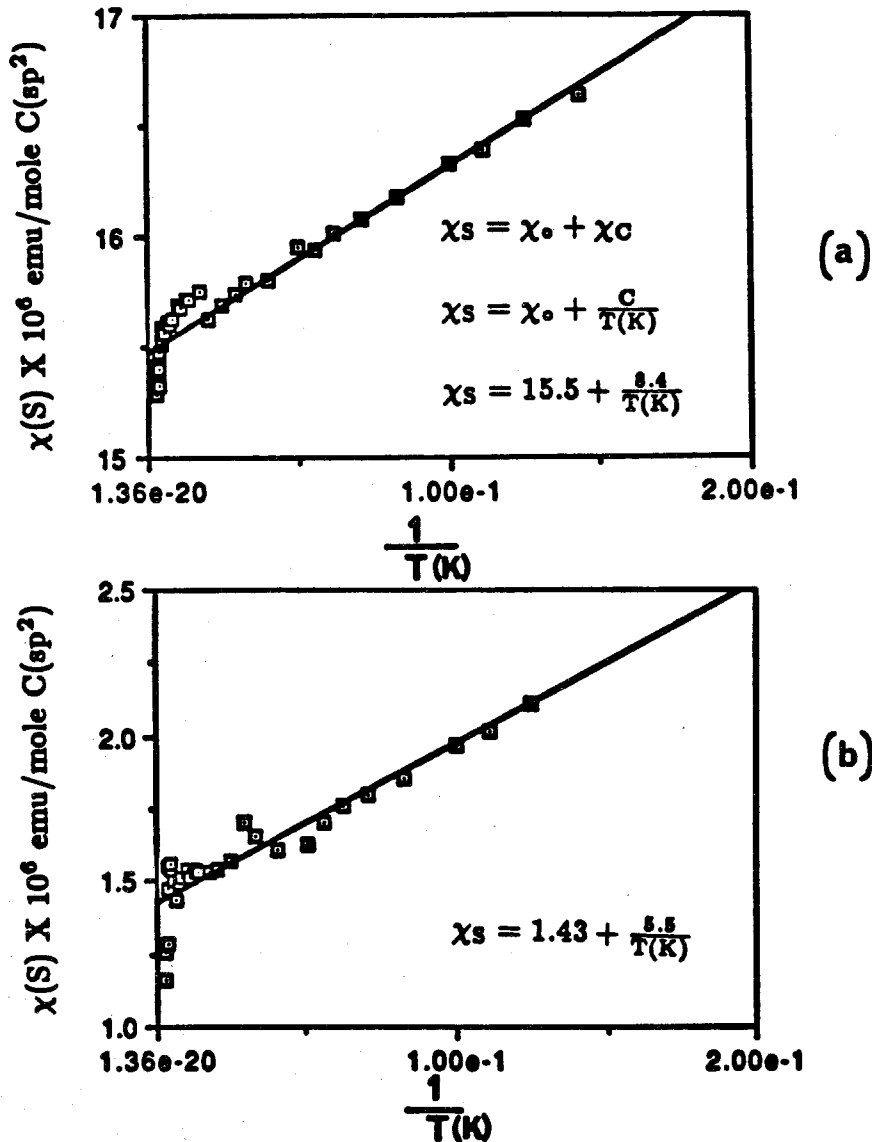 χ(S) X 10⁶ emu/mole C(sp²)
17
16
15
χs = χ∘ + χC
χs = χ∘ + C/T(K)
χs = 15.5 + 8.4/T(K)
(a)
1.36e-20 1.00e-1 2.00e-1
1/T(K)
χ(S) X 10⁶ emu/mole C(sp²)
2.5
2.0
1.5
1.0
χs = 1.43 + 5.5/T(K)
(b)
1.36e-20 1.00e-1 2.00e-1
1/T(K)